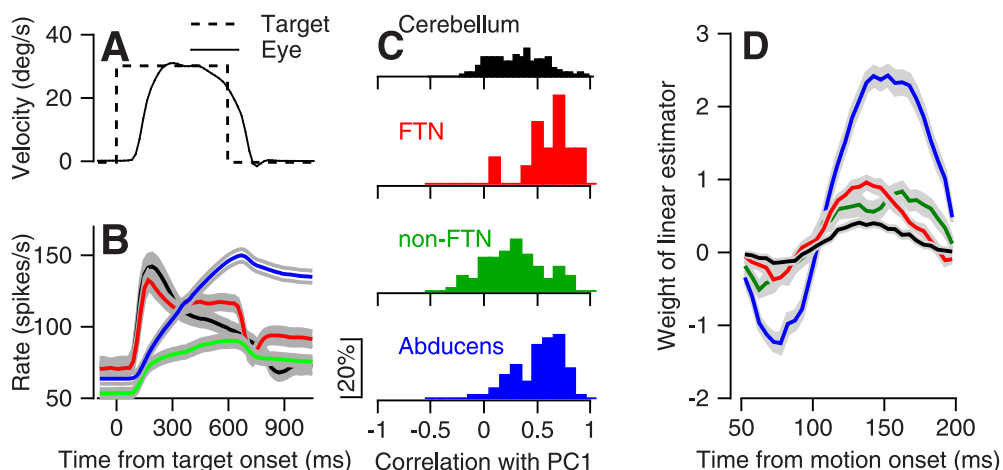 A
Target
Eye
Velocity (deg/s)
40
20
0
B
Rate (spikes/s)
150
100
50
0 300 600 900
Time from target onset (ms)
C
Cerebellum
FTN
non-FTN
Abducens
20%
-1 -0.5 0 0.5 1
Correlation with PC1
D
Weight of linear estimator
3
2
1
0
-1
-2
50 100 150 200
Time from motion onset (ms)